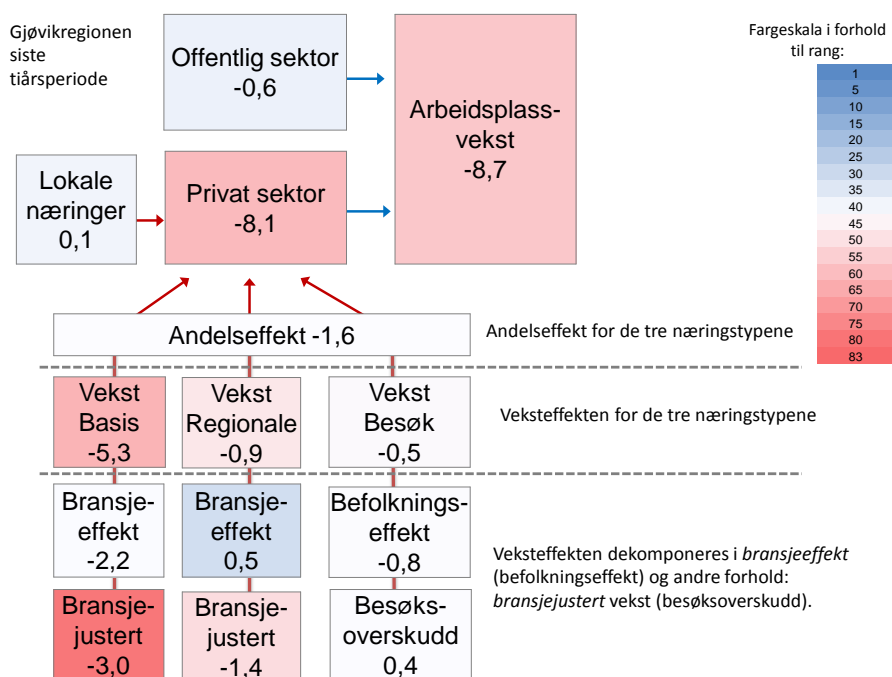 Gjøvikregionen
siste
tiårsperiode
Offentlig sektor
-0,6
Arbeidsplass-
vekst
-8,7
Lokale
næringer
0,1
Privat sektor
-8,1
Fargeskala i forhold
til rang:
1
5
10
15
20
25
30
35
40
45
50
55
60
65
70
75
80
83
Andelseffekt -1,6
Andelseffekt for de tre næringstypene
Vekst
Basis
-5,3
Vekst
Regionale
-0,9
Vekst
Besøk
-0,5
Veksteffekten for de tre næringstypene
Bransje-
effekt
-2,2
Bransje-
effekt
0,5
Befolknings-
effekt
-0,8
Bransje-
justert
-3,0
Bransje-
justert
-1,4
Besøks-
overskudd
0,4
Veksteffekten dekomponeres i bransjeeffekt
(befolkningseffekt) og andre forhold:
bransjejustert vekst (besøksoverskudd).